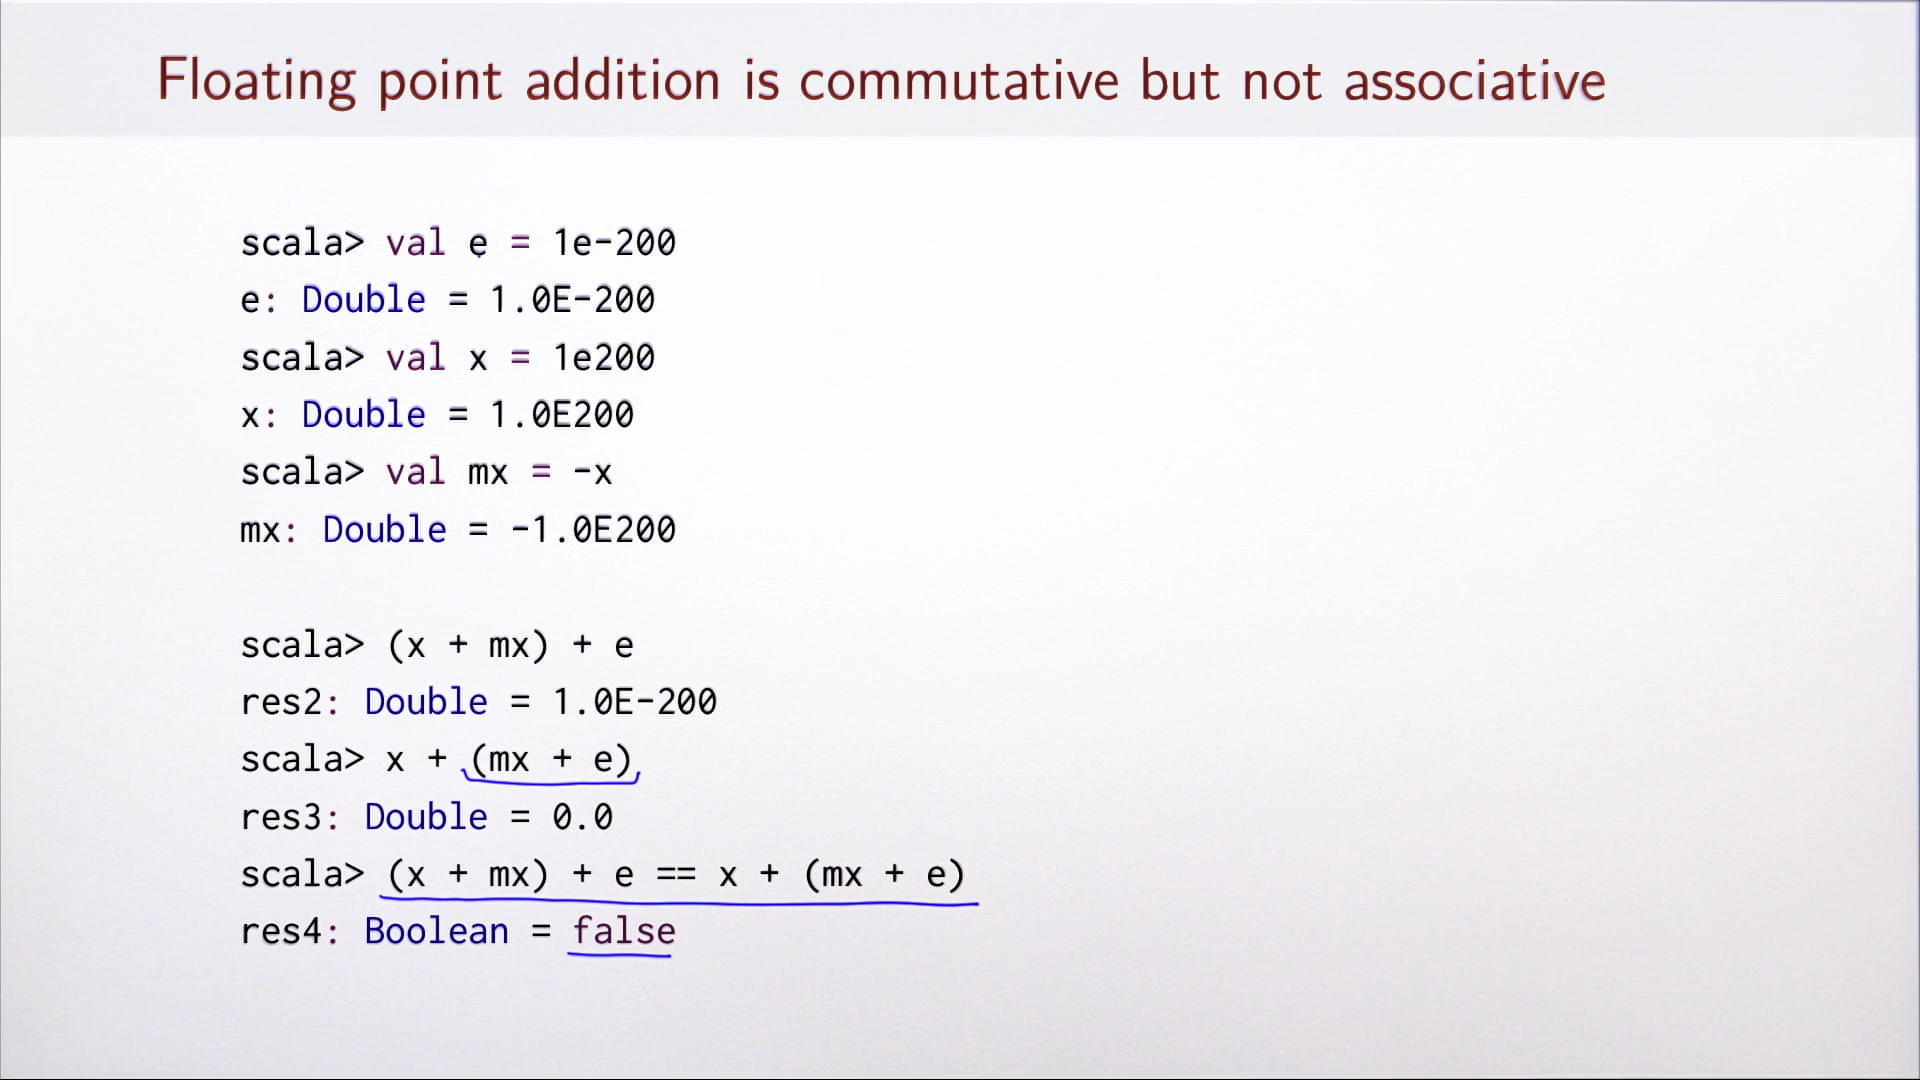 Floating point addition is commutative but not associative
scala> val e = 1e-200
e: Double = 1.0E-200
scala> val x = 1e200
x: Double = 1.0E200
scala> val mx = -x
mx: Double = -1.0E200
scala> (x + mx) + e
res2: Double = 1.0E-200
scala> x + (mx + e)
res3: Double = 0.0
scala> (x + mx) + e == x + (mx + e)
res4: Boolean = false